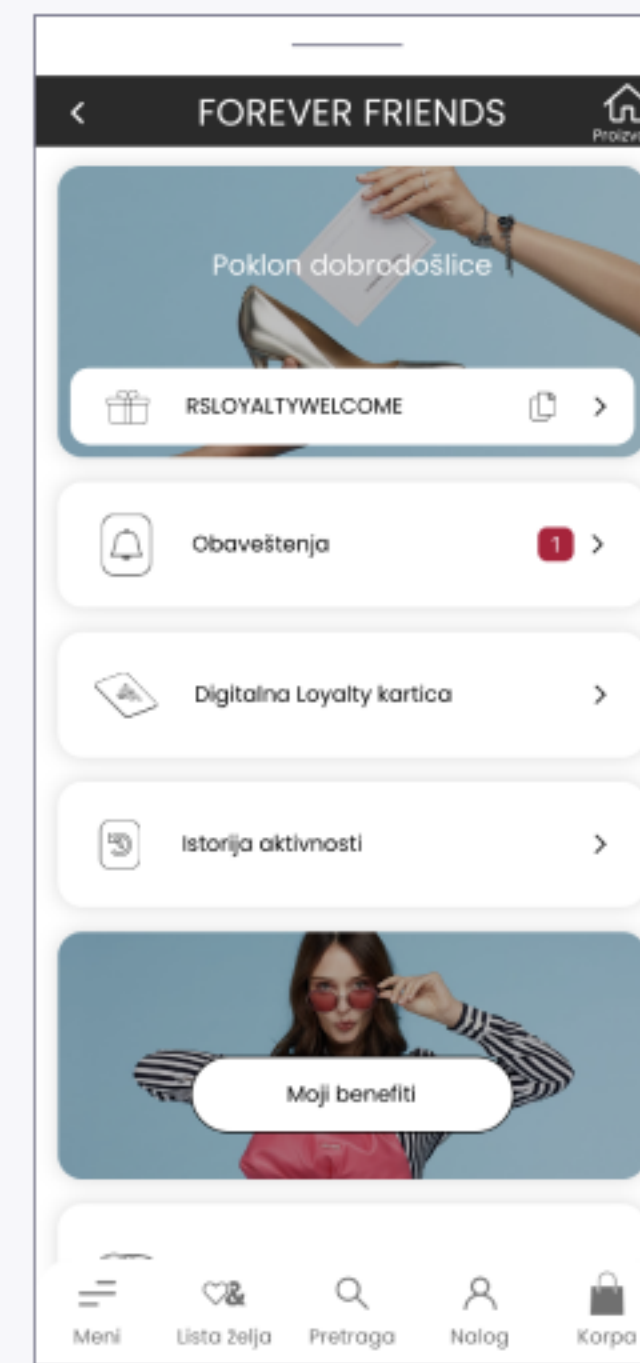 FOREVER FRIENDS
Poklon dobrodošlice
RSLOYALTYWELCOME
Obaveštenja 1
Digitalna Loyalty kartica
Istorija aktivnosti
Moji benefiti
Meni Lista želja Pretraga Nalog Korpa